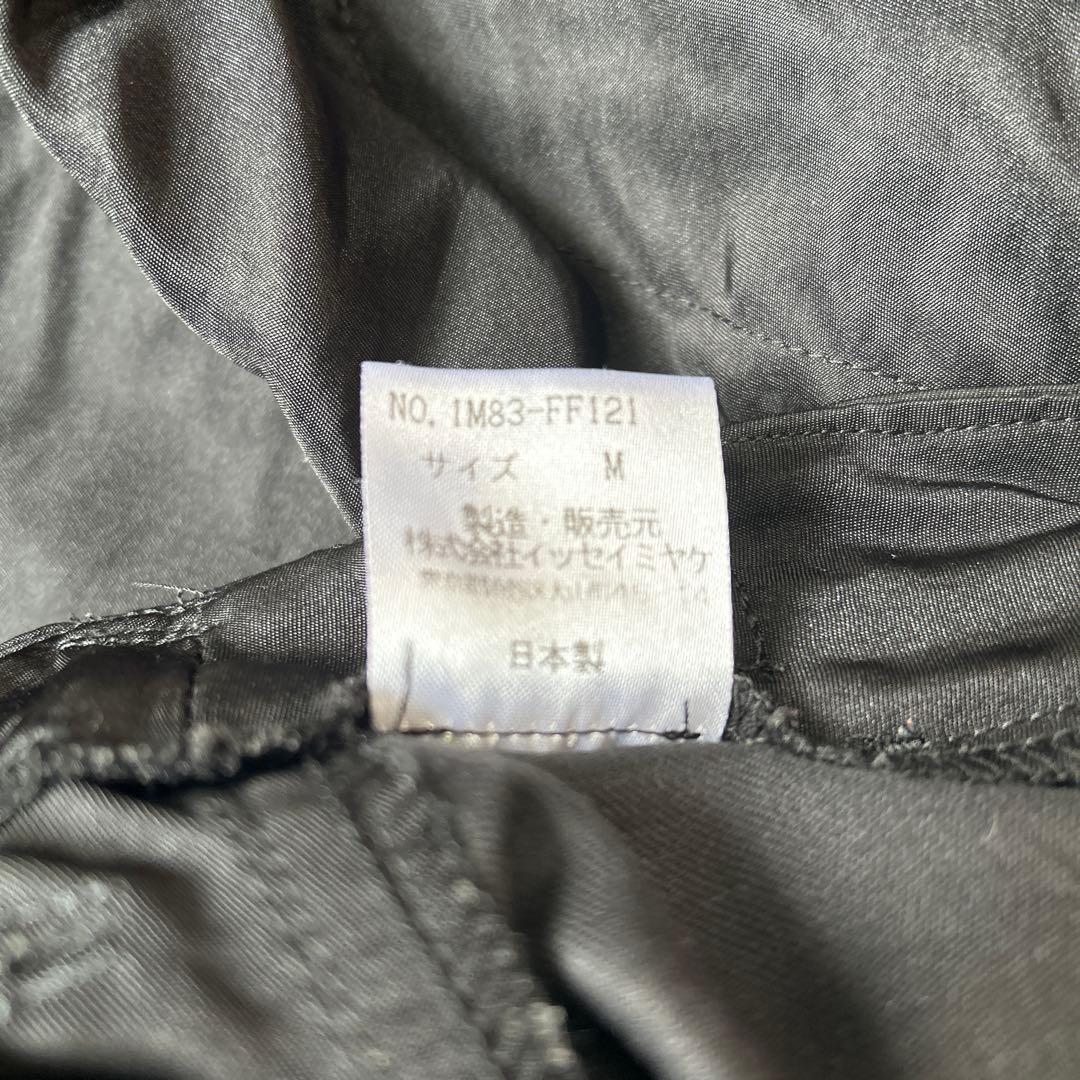 NO. IM83-FF121
サイズ M
製造・販売元
株式会社イッセイミヤケ
日本製